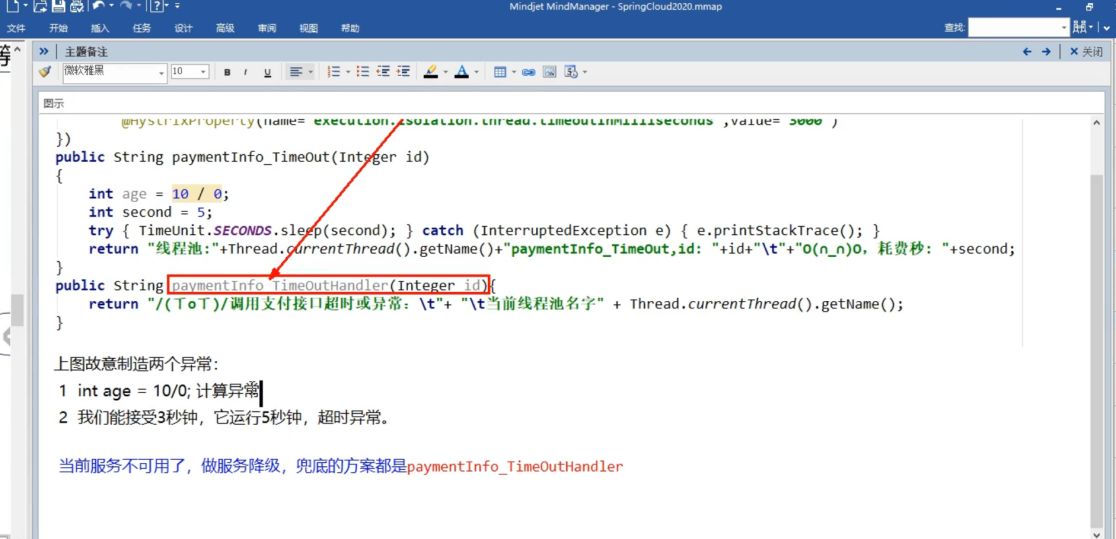 Mindjet MindManager - SpringCloud2020.mmap
文件 开始 插入 任务 设计 高级 审阅 视图 帮助 查找:
主题备注 关闭
微软雅黑 10 B I U
图示
@HystrixProperty(name="execution.isolation.thread.timeoutInMilliseconds",value="3000")
})
public String paymentInfo_TimeOut(Integer id)
{
int age = 10 / 0;
int second = 5;
try { TimeUnit.SECONDS.sleep(second); } catch (InterruptedException e) { e.printStackTrace(); }
return "线程池:"+Thread.currentThread().getName()+"paymentInfo_TimeOut,id: "+id+"\t"+"O(∩_∩)O，耗费秒: "+second;
}
public String paymentInfo_TimeOutHandler(Integer id){
return "/(ㄒoㄒ)/调用支付接口超时或异常: \t"+ "\t当前线程池名字" + Thread.currentThread().getName();
}
上图故意制造两个异常:
1 int age = 10/0; 计算异常
2 我们能接受3秒钟，它运行5秒钟，超时异常。
当前服务不可用了，做服务降级，兜底的方案都是paymentInfo_TimeOutHandler